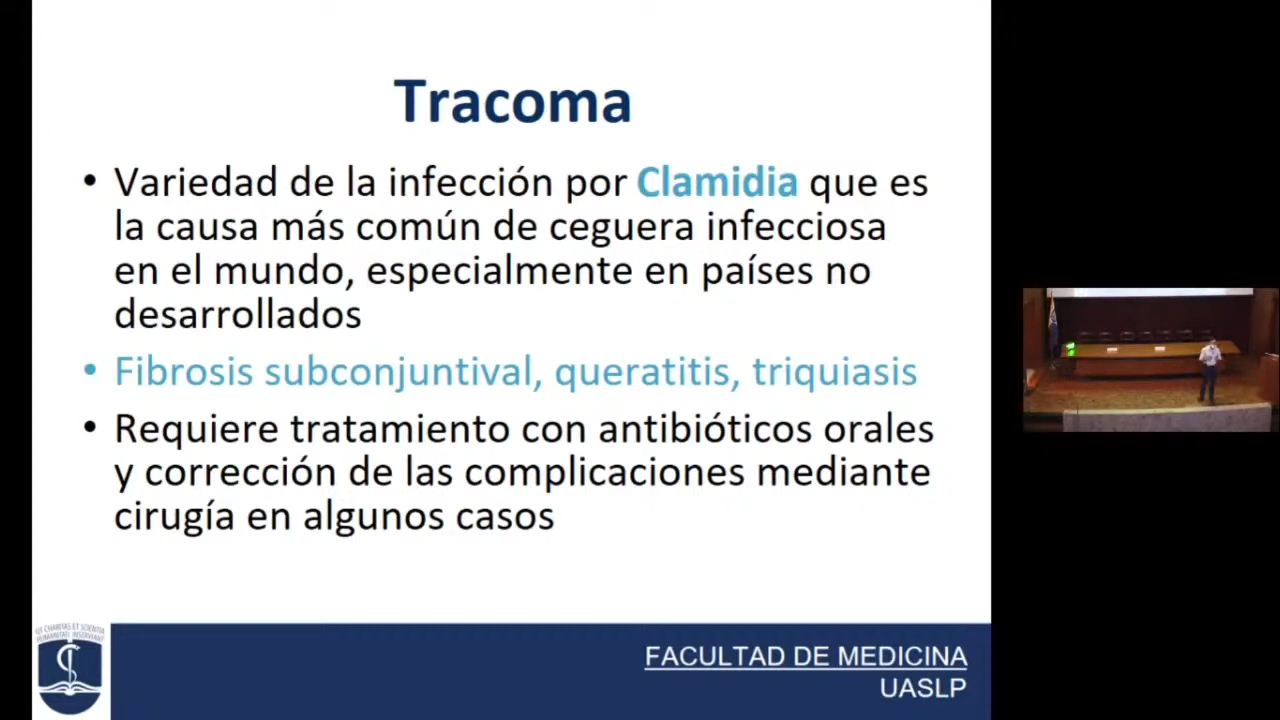 Tracoma
• Variedad de la infección por Clamidia que es
la causa más común de ceguera infecciosa
en el mundo, especialmente en países no
desarrollados
• Fibrosis subconjuntival, queratitis, triquiasis
• Requiere tratamiento con antibióticos orales
y corrección de las complicaciones mediante
cirugía en algunos casos
FACULTAD DE MEDICINA
UASLP